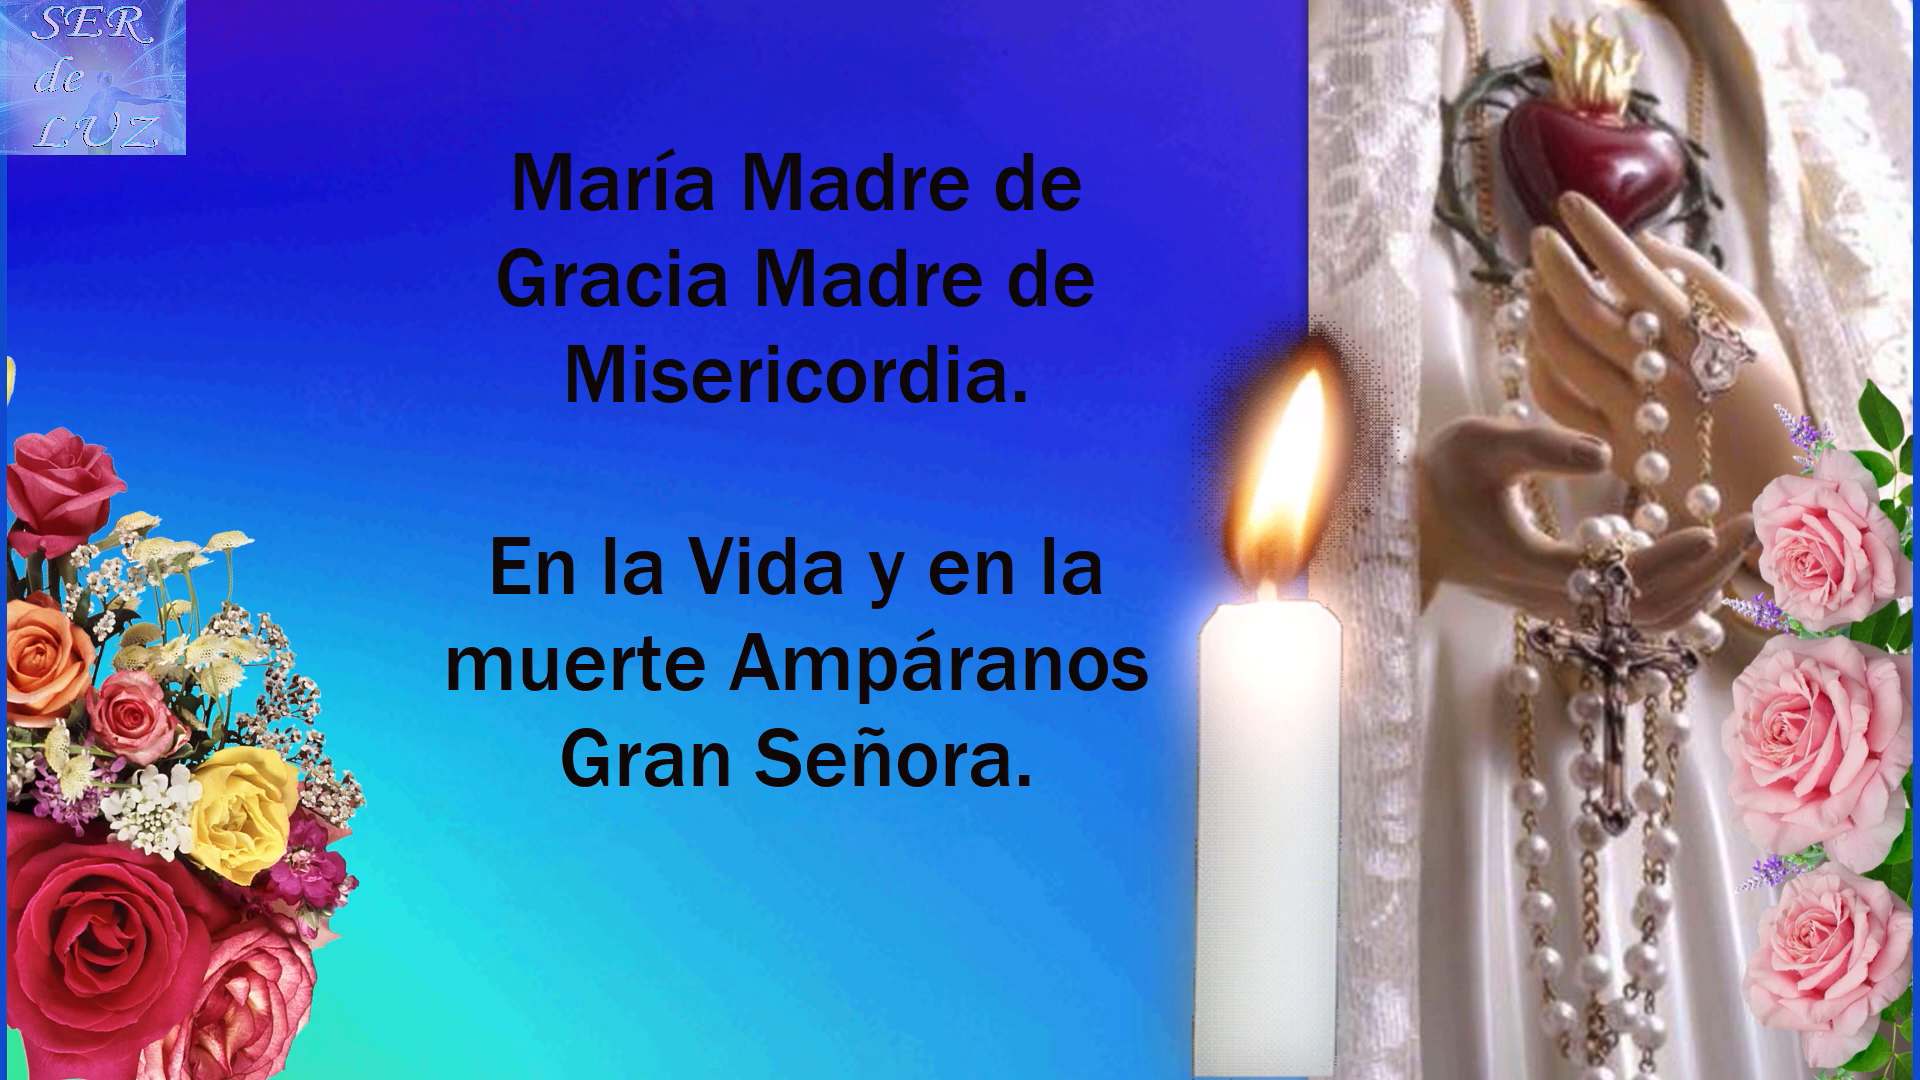 SER
de
LUZ
María Madre de
Gracia Madre de
Misericordia.
En la Vida y en la
muerte Ampáranos
Gran Señora.